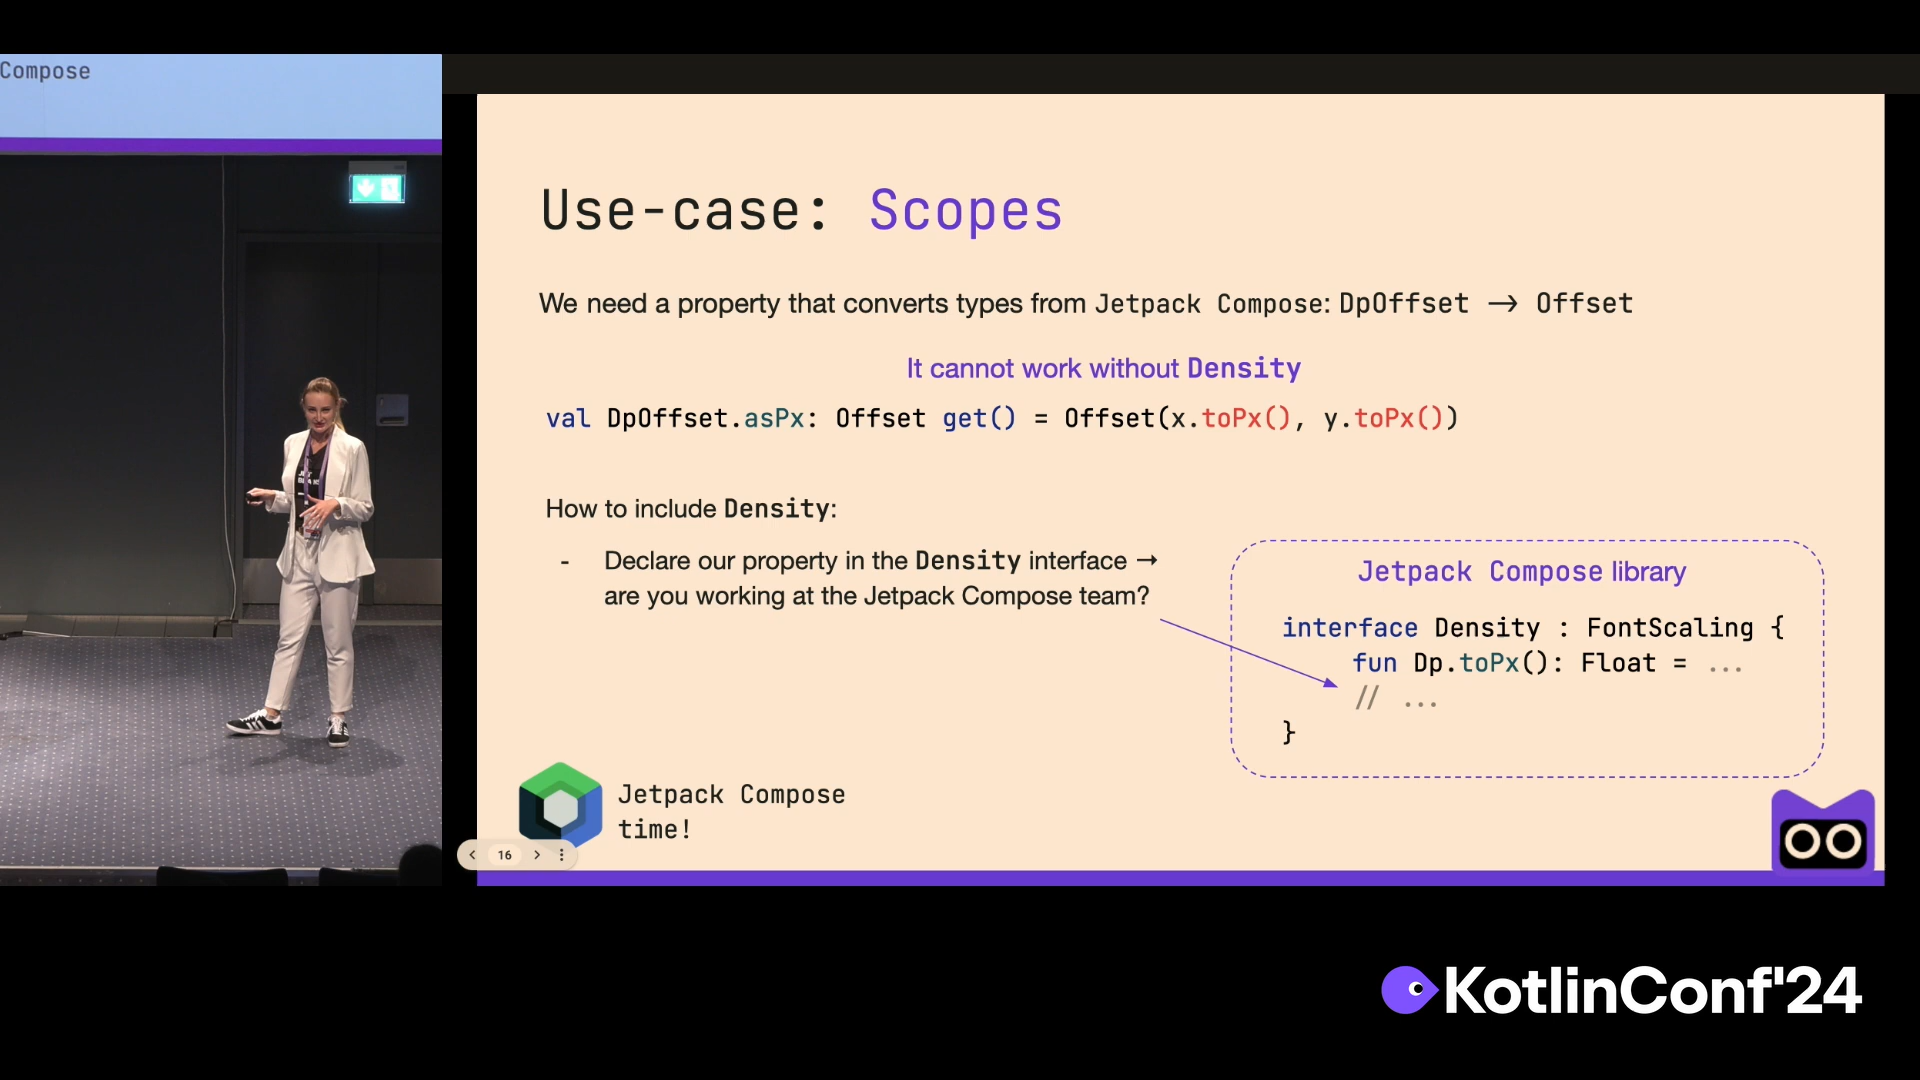 Compose
Use-case: Scopes
We need a property that converts types from Jetpack Compose: DpOffset → Offset
It cannot work without Density
val DpOffset.asPx: Offset get() = Offset(x.toPx(), y.toPx())
How to include Density:
- Declare our property in the Density interface →
are you working at the Jetpack Compose team?
Jetpack Compose library
interface Density : FontScaling {
fun Dp.toPx(): Float = ...
// ...
}
Jetpack Compose
time!
16
KotlinConf'24